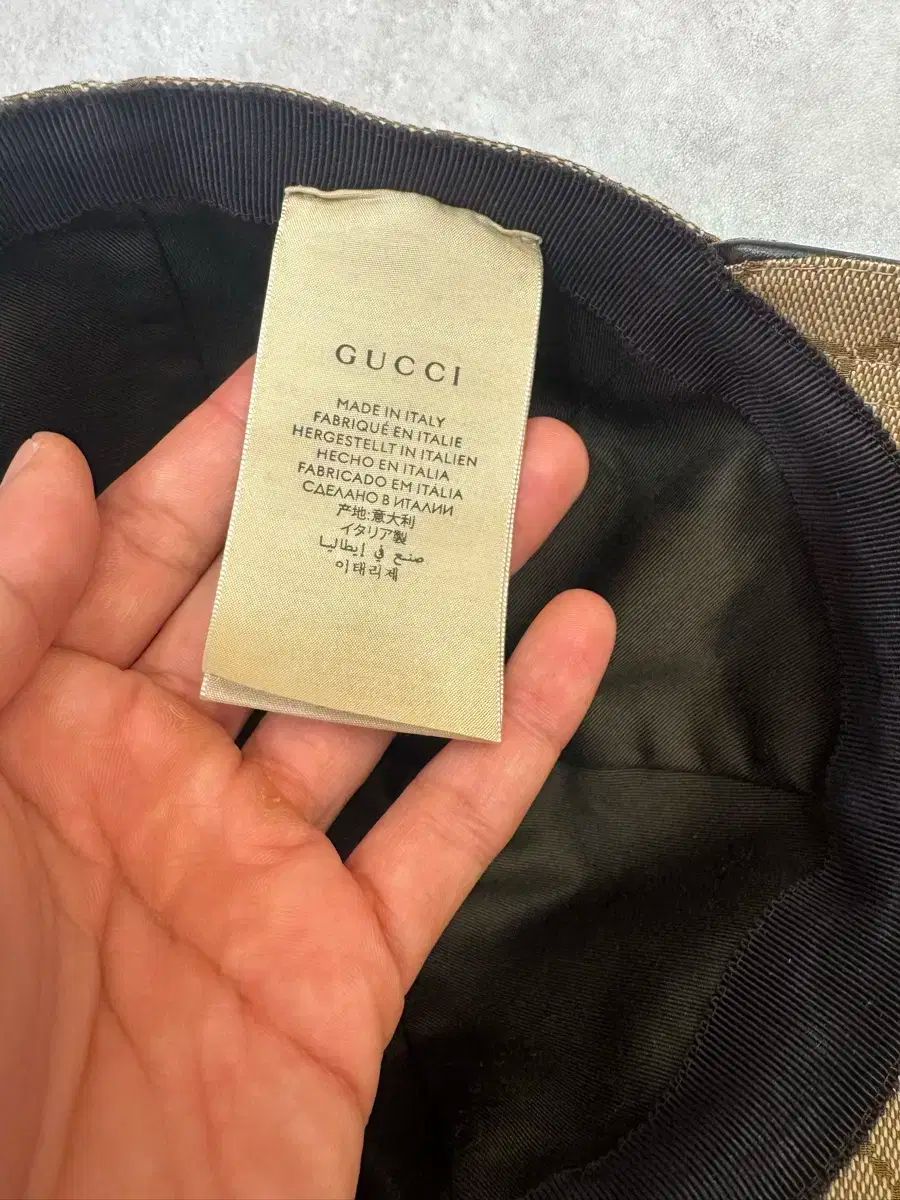 GUCCI
MADE IN ITALY
FABRIQUÉ EN ITALIE
HERGESTELLT IN ITALIEN
HECHO EN ITALIA
FABRICADO EM ITÁLIA
СДЕЛАНО В ИТАЛИИ
产地:意大利
イタリア製
صنع في إيطاليا
이태리제